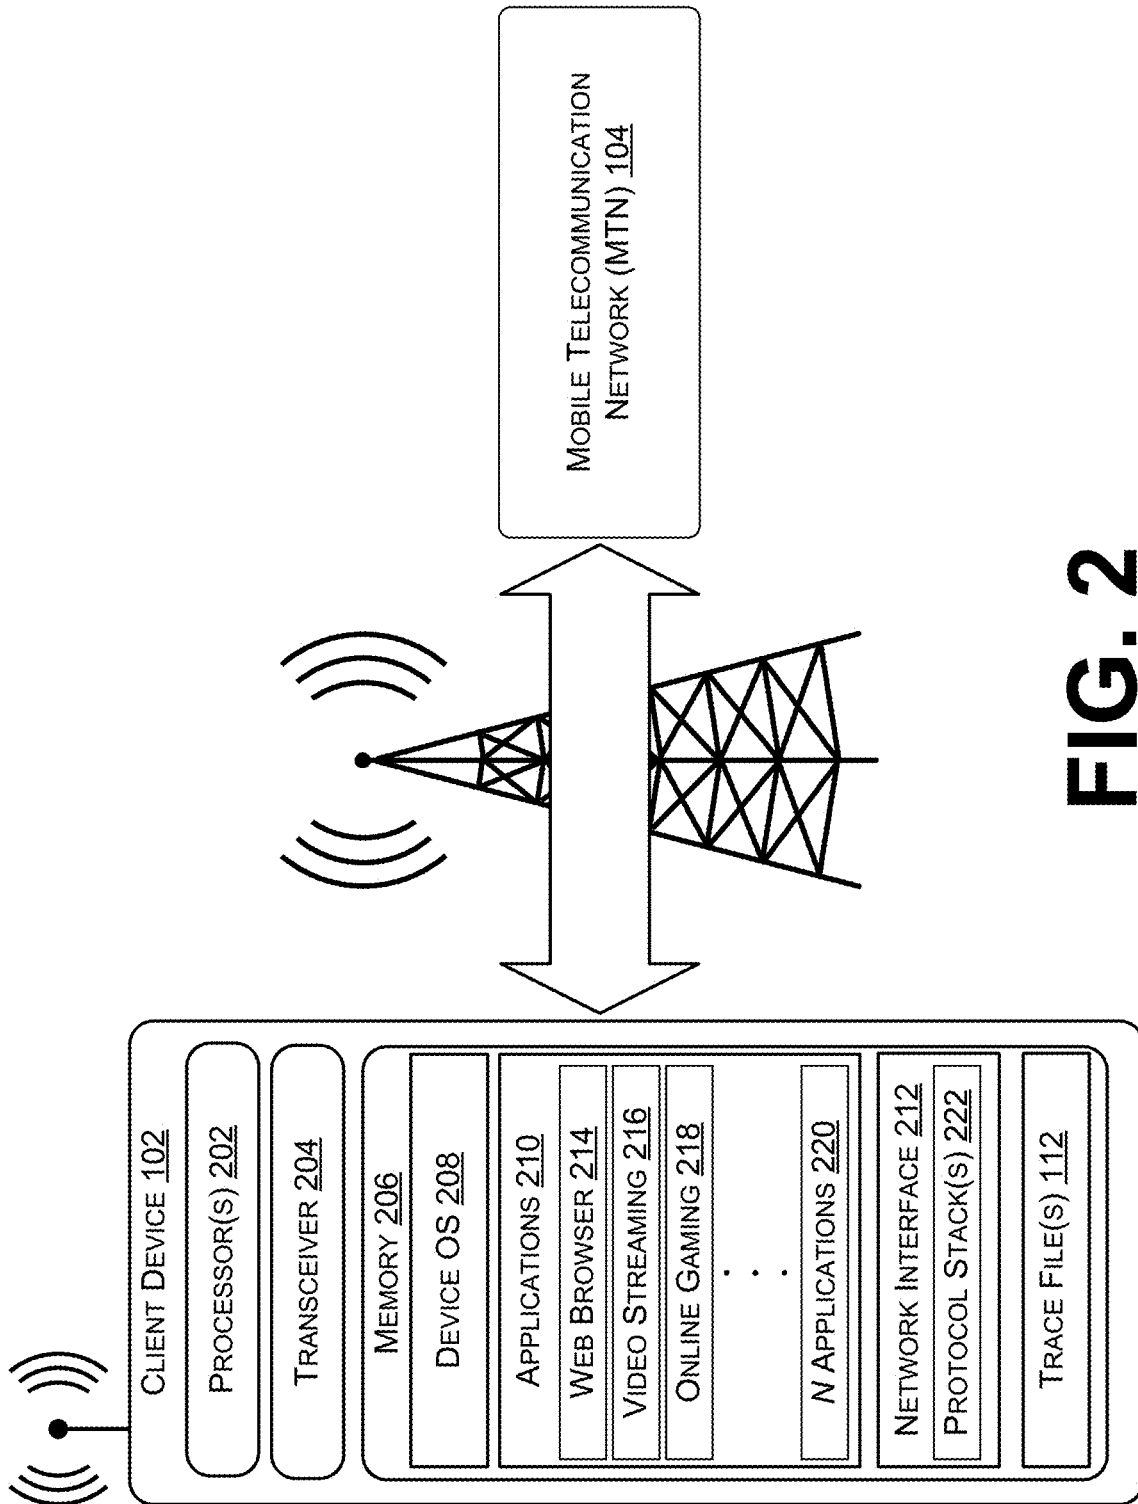 CLIENT DEVICE 102
PROCESSOR(S) 202
TRANSCEIVER 204
MEMORY 206
DEVICE OS 208
APPLICATIONS 210
WEB BROWSER 214
VIDEO STREAMING 216
ONLINE GAMING 218
. . .
N APPLICATIONS 220
NETWORK INTERFACE 212
PROTOCOL STACK(S) 222
TRACE FILE(S) 112
MOBILE TELECOMMUNICATION
NETWORK (MTN) 104
FIG. 2